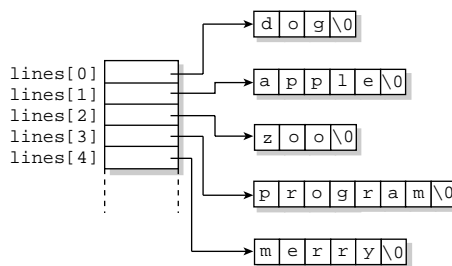 d o g \0
lines[0]
a p p l e \0
lines[1]
lines[2]
z o o \0
lines[3]
lines[4]
p r o g r a m \0
m e r r y \0